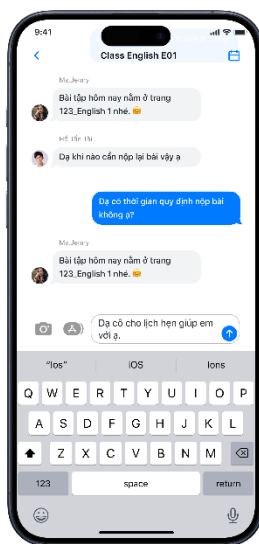 9:41
Class English E01
Ms.Jenny
Bài tập hôm nay nằm ở trang
123_English 1 nhé. 😊
Hồ Tấn Tài
Dạ khi nào cần nộp lại bài vậy ạ
Dạ có thời gian quy định nộp bài
không ạ?
Ms.Jenny
Bài tập hôm nay nằm ở trang
123_English 1 nhé. 😊
Dạ cô cho lịch hẹn giúp em
với ạ.
"Ios" iOS Ions
Q W E R T Y U I O P
A S D F G H J K L
Z X C V B N M
123 space return